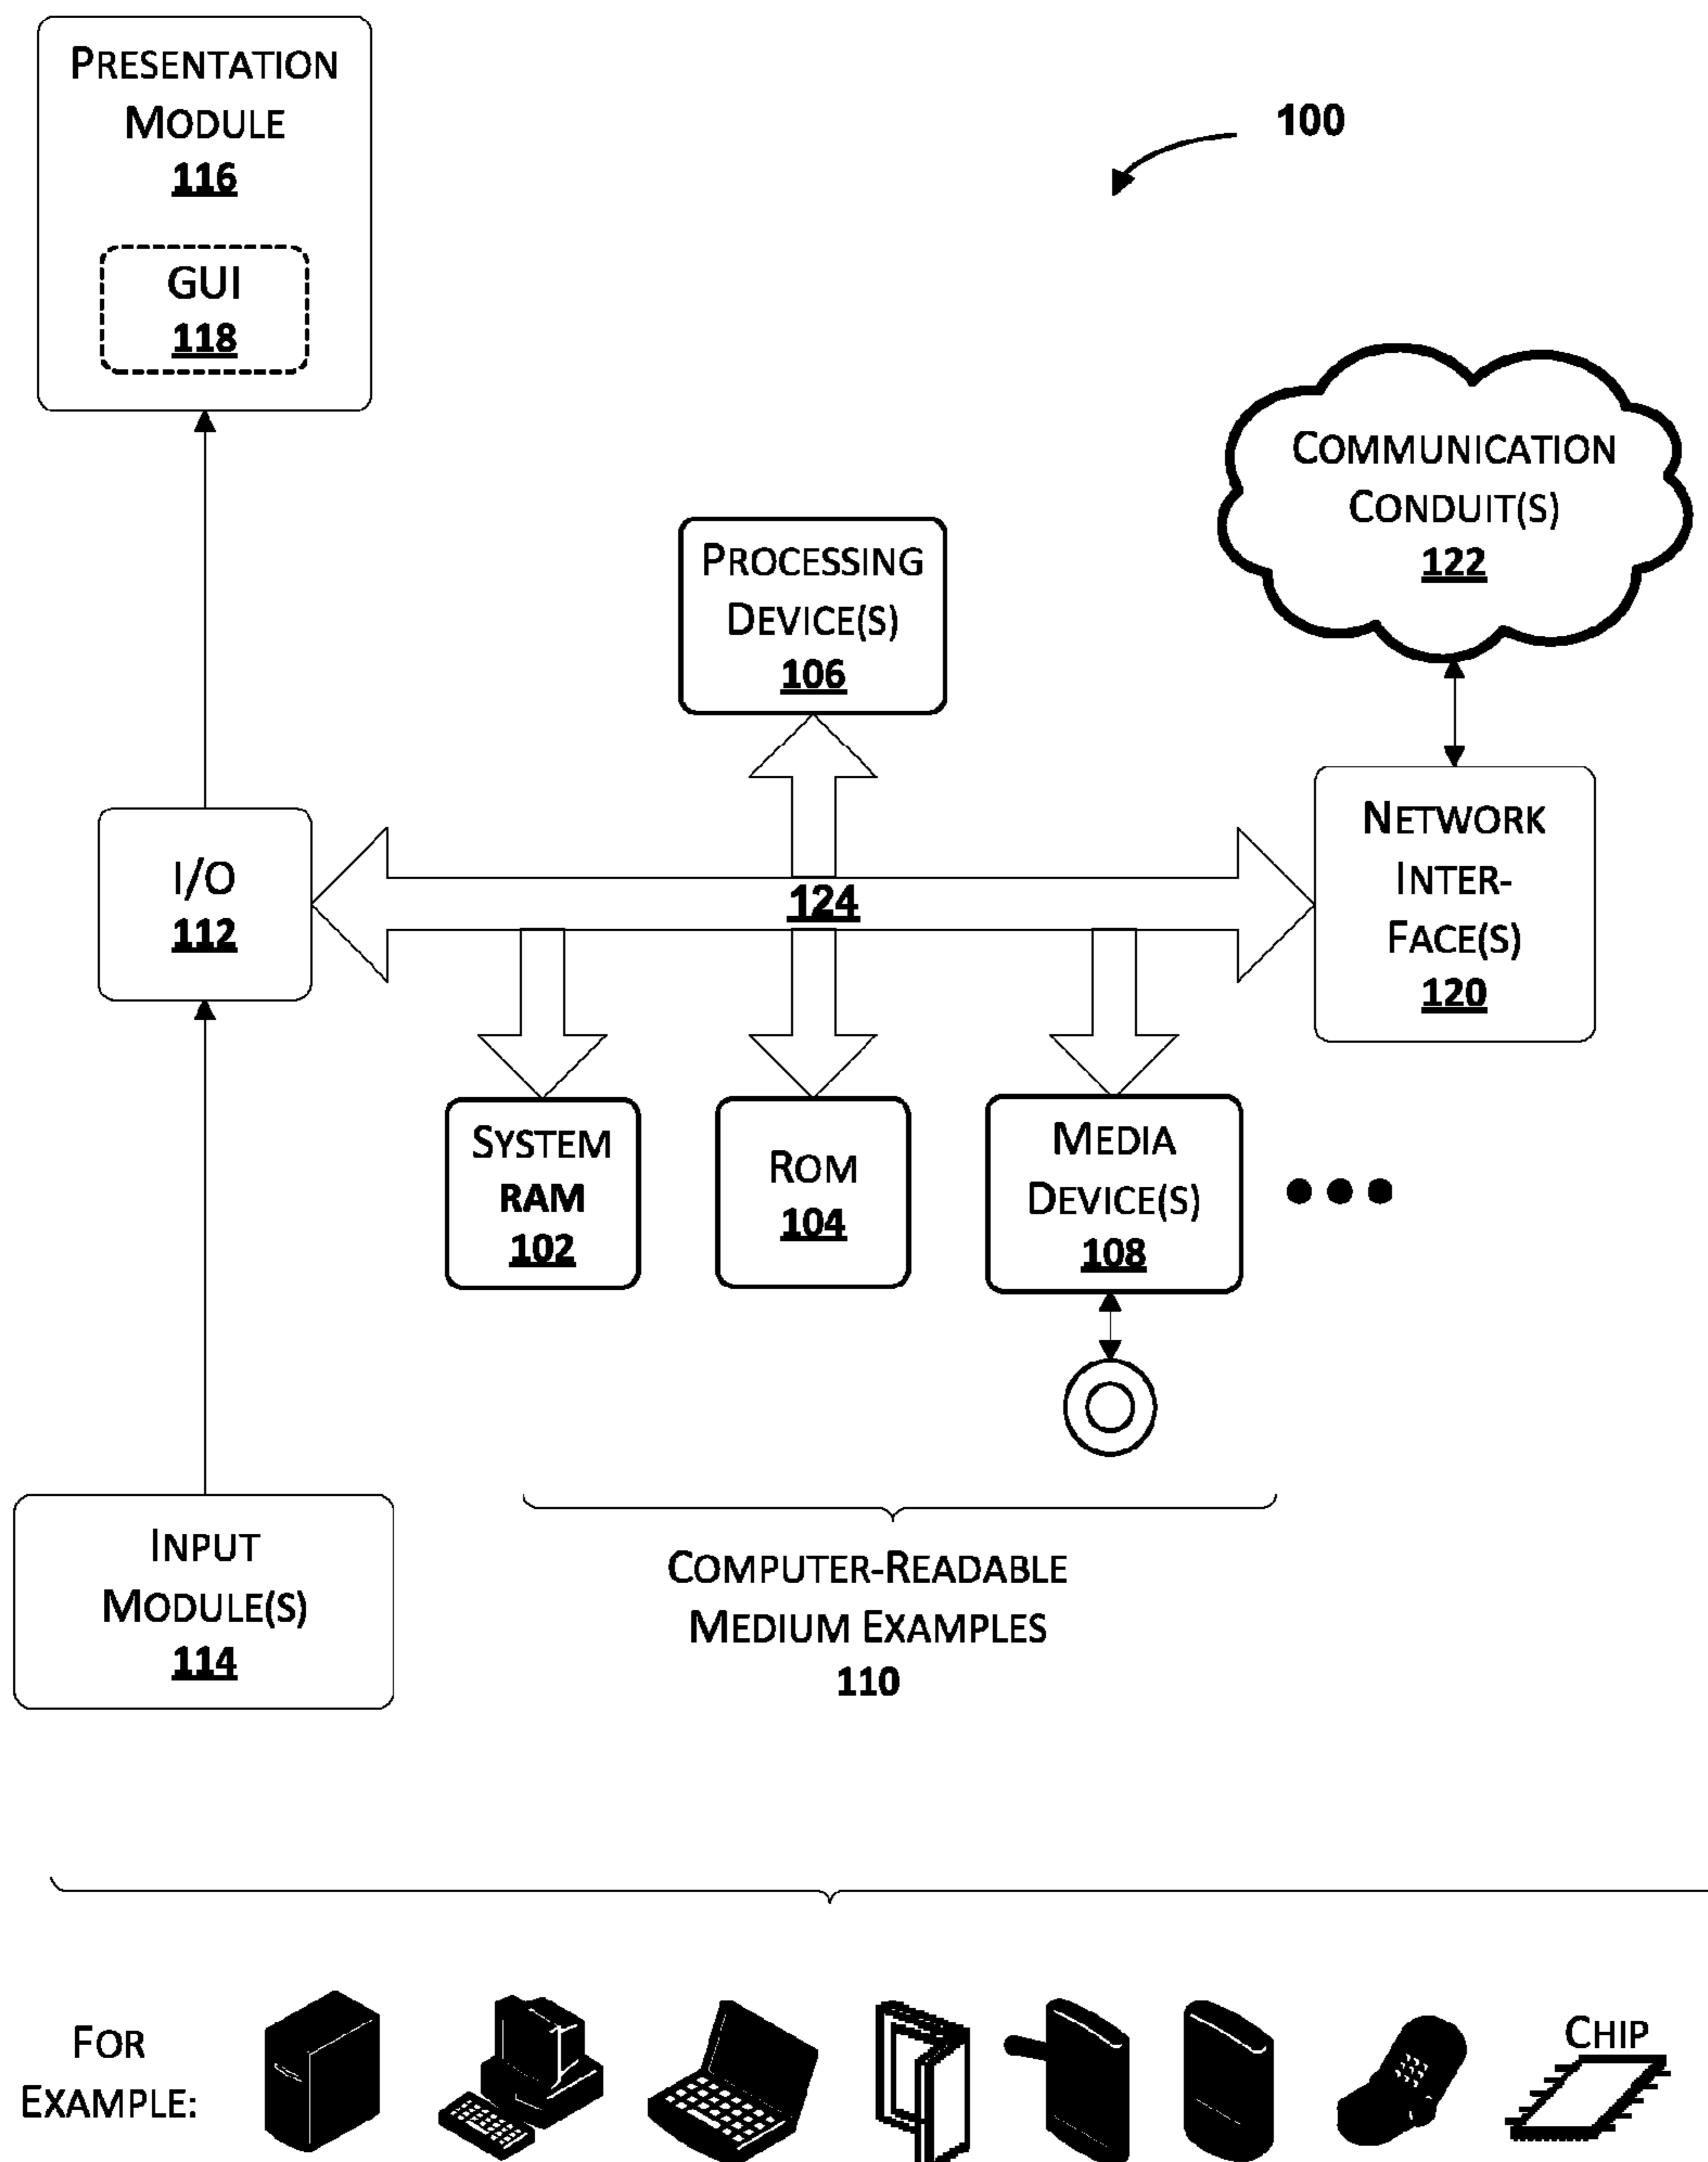 PRESENTATION
MODULE
116
GUI
118
100
COMMUNICATION
CONDUIT(S)
122
PROCESSING
DEVICE(S)
106
I/O
112
124
NETWORK
INTER-
FACE(S)
120
SYSTEM
RAM
102
ROM
104
MEDIA
DEVICE(S)
108
INPUT
MODULE(S)
114
COMPUTER-READABLE
MEDIUM EXAMPLES
110
FOR
EXAMPLE:
CHIP